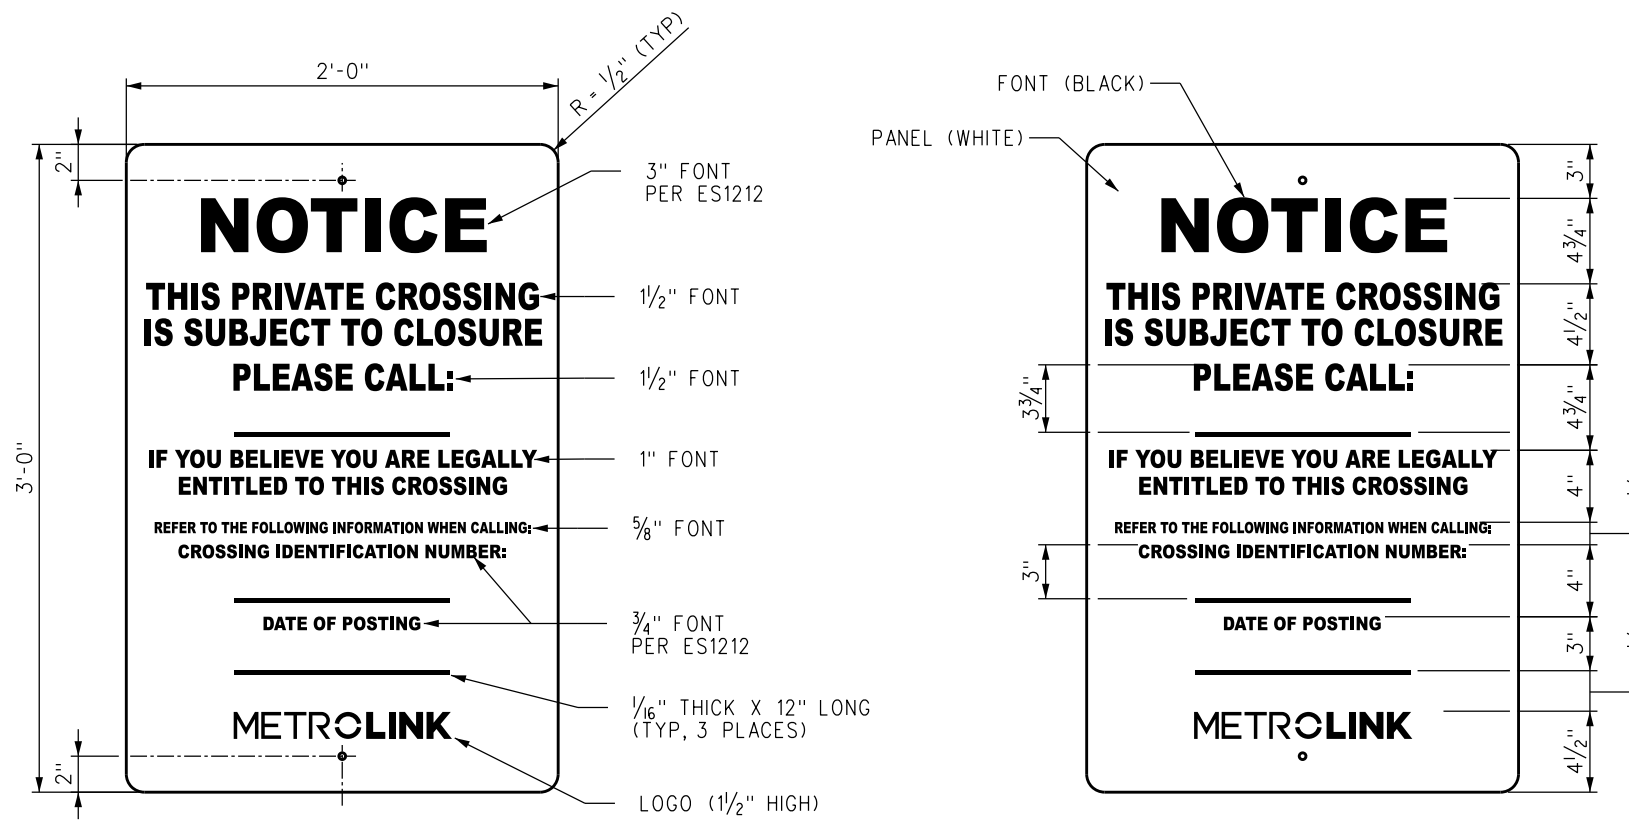 2'-0"
R = 1/2" (TYP)
2"
3'-0"
2"
NOTICE
THIS PRIVATE CROSSING
IS SUBJECT TO CLOSURE
PLEASE CALL:
IF YOU BELIEVE YOU ARE LEGALLY
ENTITLED TO THIS CROSSING
REFER TO THE FOLLOWING INFORMATION WHEN CALLING:
CROSSING IDENTIFICATION NUMBER:
DATE OF POSTING
METROLINK
3" FONT
PER ES1212
1 1/2" FONT
1 1/2" FONT
1" FONT
5/8" FONT
3/4" FONT
PER ES1212
1/16" THICK X 12" LONG
(TYP, 3 PLACES)
LOGO (1 1/2" HIGH)
FONT (BLACK)
PANEL (WHITE)
NOTICE
THIS PRIVATE CROSSING
IS SUBJECT TO CLOSURE
PLEASE CALL:
IF YOU BELIEVE YOU ARE LEGALLY
ENTITLED TO THIS CROSSING
REFER TO THE FOLLOWING INFORMATION WHEN CALLING:
CROSSING IDENTIFICATION NUMBER:
DATE OF POSTING
METROLINK
3 3/4"
3"
3"
4 3/4"
4 1/2"
4 3/4"
4"
4"
3"
4 1/2"